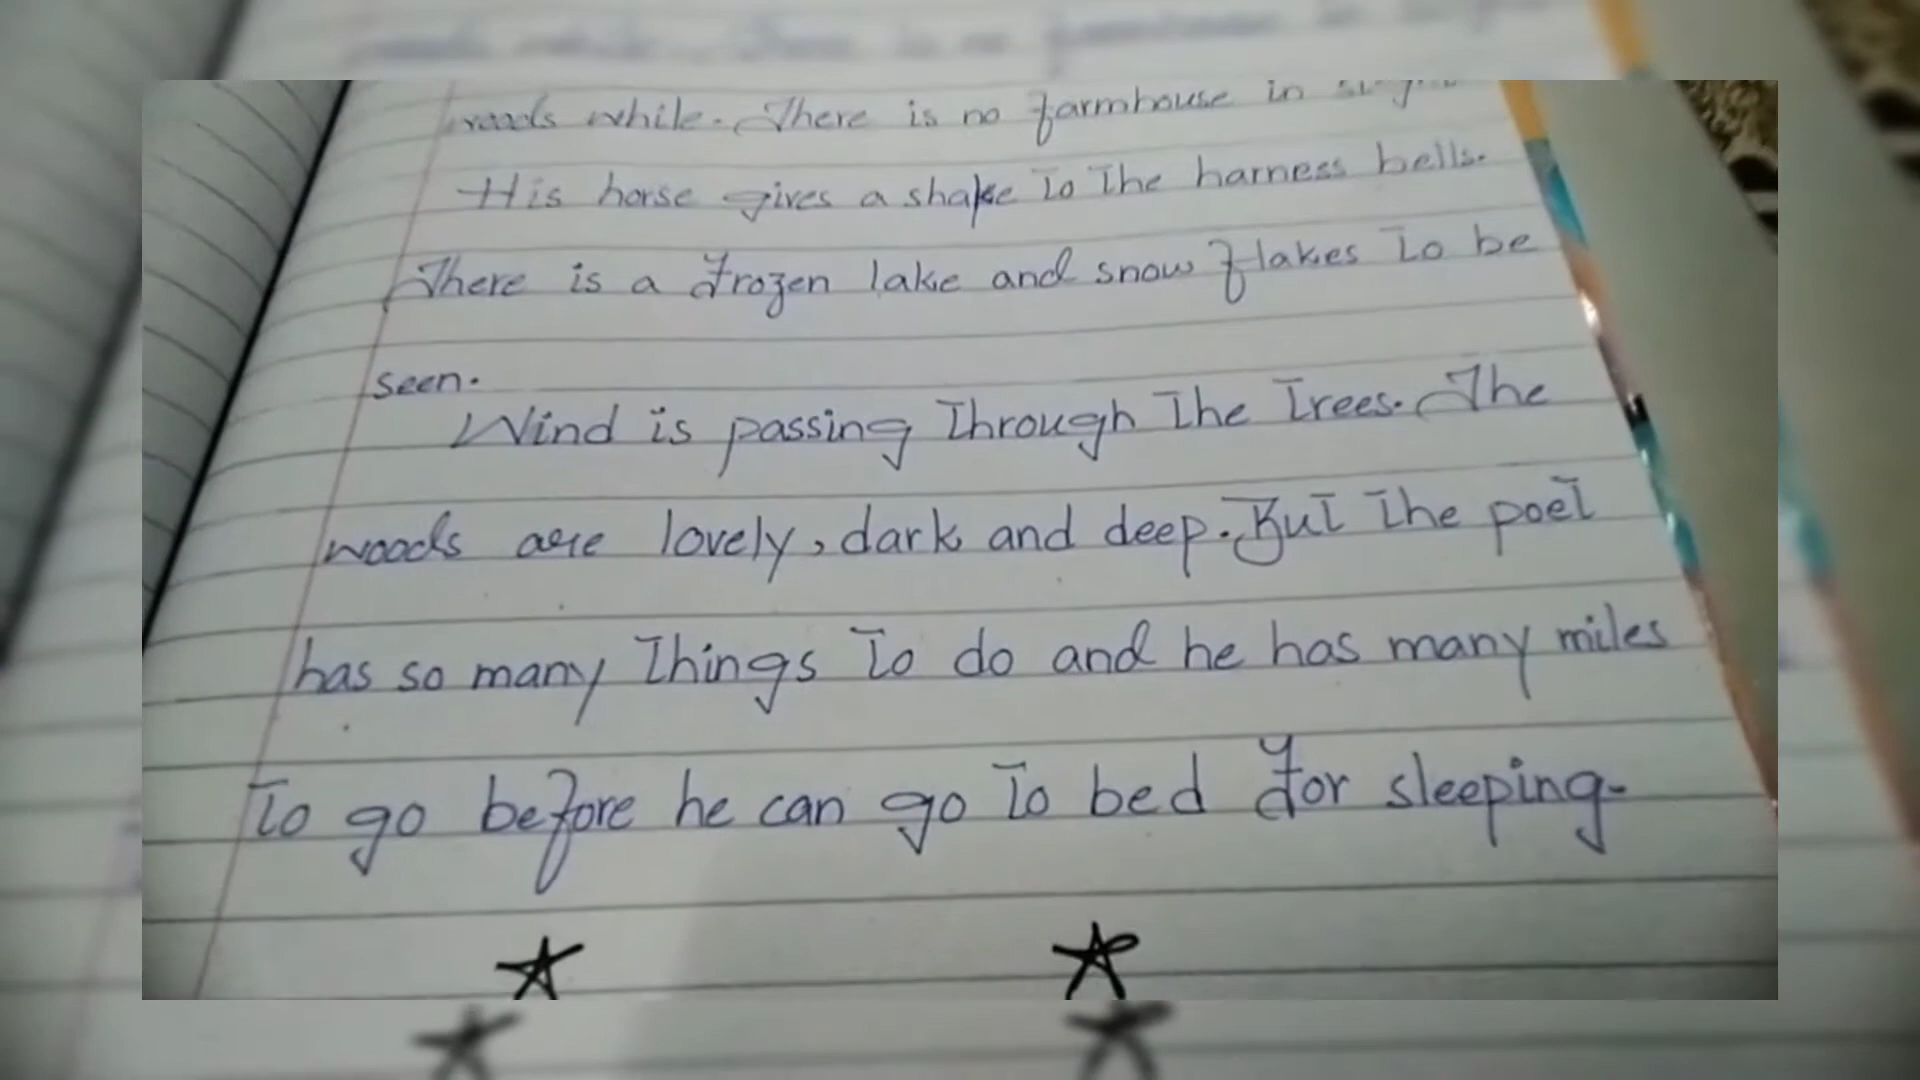 while. There is no farmhouse in
His horse gives a shake to the harness bells.
There is a frozen lake and snow flakes to be
seen.
Wind is passing through the trees. The
woods are lovely, dark and deep. But the poet
has so many things to do and he has many miles
to go before he can go to bed for sleeping.